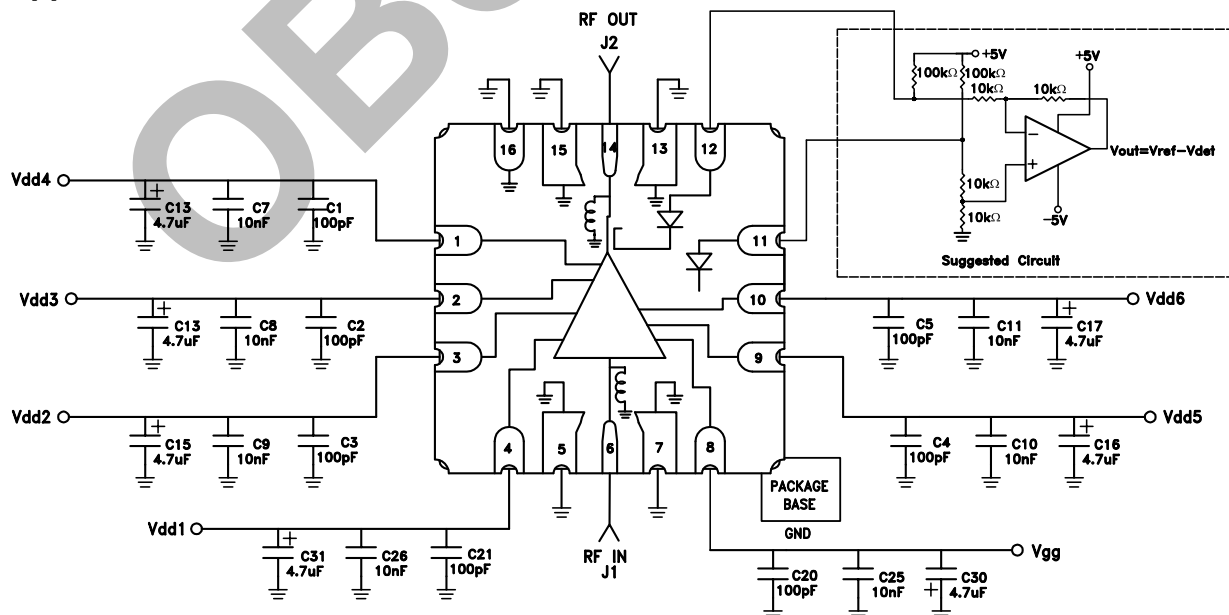 OBS
RF OUT
J2
+5V
+5V
100kΩ
100kΩ
10kΩ
10kΩ
Vout=Vref-Vdet
10kΩ
10kΩ
-5V
Suggested Circuit
16
15
14
13
12
Vdd4
+
C13
4.7uF
C7
10nF
C1
100pF
1
11
−
+
Vdd3
+
C13
4.7uF
C8
10nF
C2
100pF
2
10
C5
100pF
C11
10nF
+
C17
4.7uF
Vdd6
3
9
Vdd2
+
C15
4.7uF
C9
10nF
C3
100pF
C4
100pF
C10
10nF
+
C16
4.7uF
Vdd5
4
5
6
7
8
PACKAGE
BASE
GND
Vdd1
+
C31
4.7uF
C26
10nF
C21
100pF
RF IN
J1
C20
100pF
C25
10nF
+
C30
4.7uF
Vgg